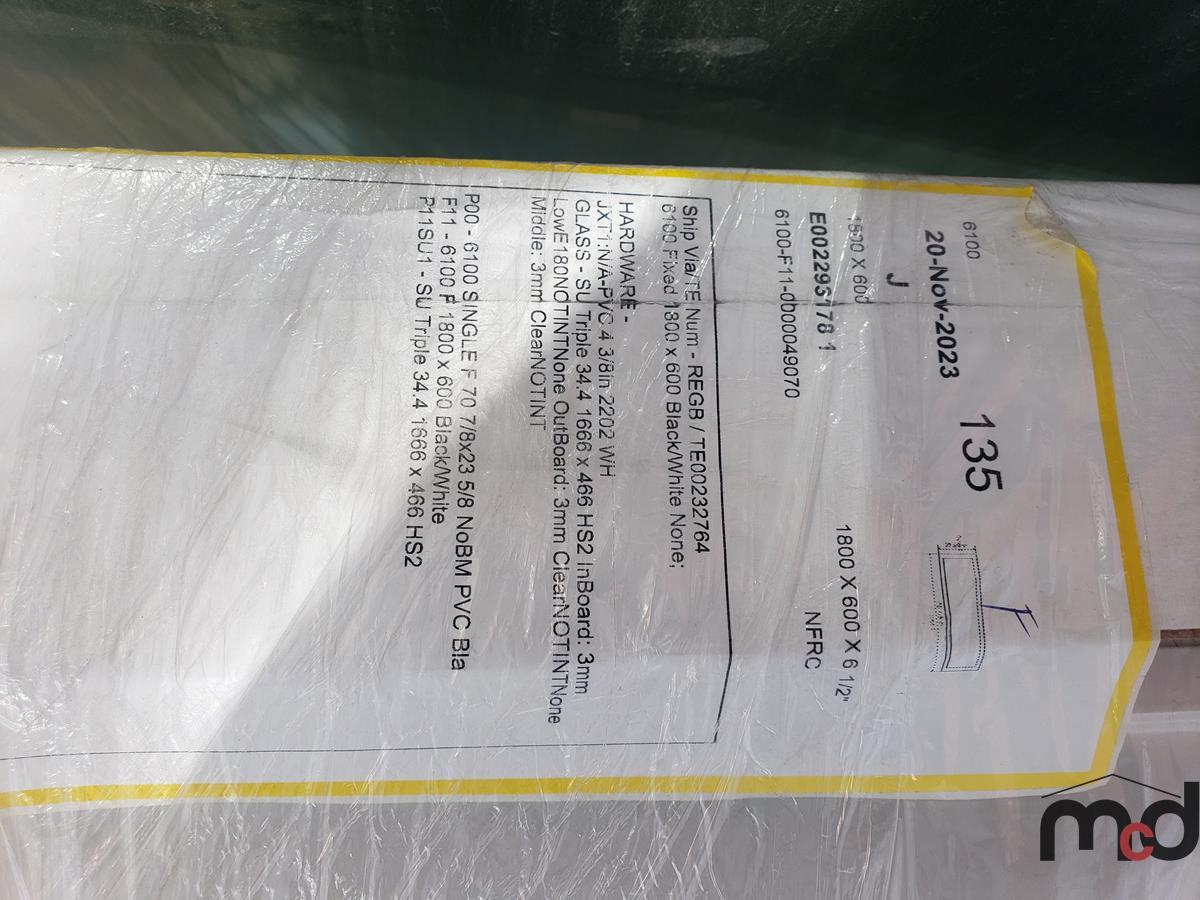 6100
20-Nov-2023
135
F
J
1800 X 600
1800 X 600 X 6 1/2"
E00229S178 1
NFRC
6100-F11-0b00049070
Ship Via/TE Num - REGB / TE00232764
6100 Fixed 1800 x 600 Black/White None;
HARDWARE -
JXT1:N/A-PVC 4 3/8in 2202 WH
GLASS - SU Triple 34.4 1666 x 466 HS2 InBoard: 3mm
LowE180NOTINTNone OutBoard: 3mm ClearNOTINTNone
Middle: 3mm ClearNOTINT
P00 - 6100 SINGLE F 70 7/8x23 5/8 NoBM PVC Bla
F11 - 6100 F 1800 x 600 Black/White
P11SU1 - SU Triple 34.4 1666 x 466 HS2
mcd